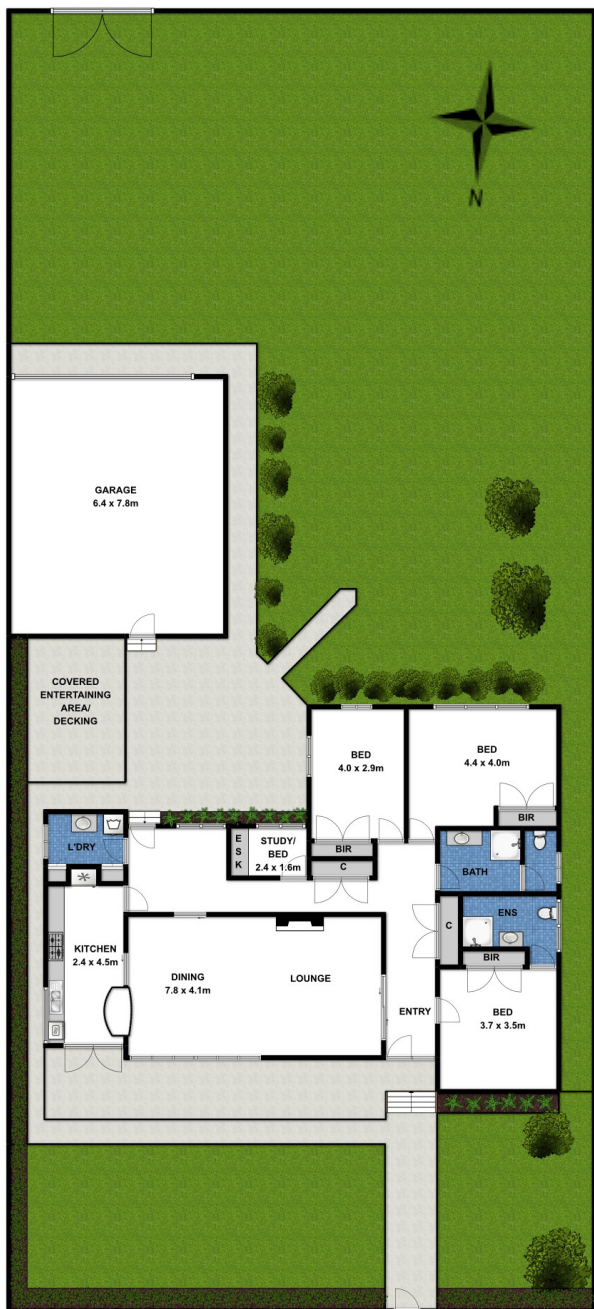 N
GARAGE
6.4 x 7.8m
COVERED
ENTERTAINING
AREA/
DECKING
BED
4.0 x 2.9m
BED
4.4 x 4.0m
BIR
L'DRY
ESK
STUDY/
BED
2.4 x 1.6m
BIR
C
BATH
KITCHEN
2.4 x 4.5m
DINING
7.8 x 4.1m
LOUNGE
C
ENS
BIR
ENTRY
BED
3.7 x 3.5m